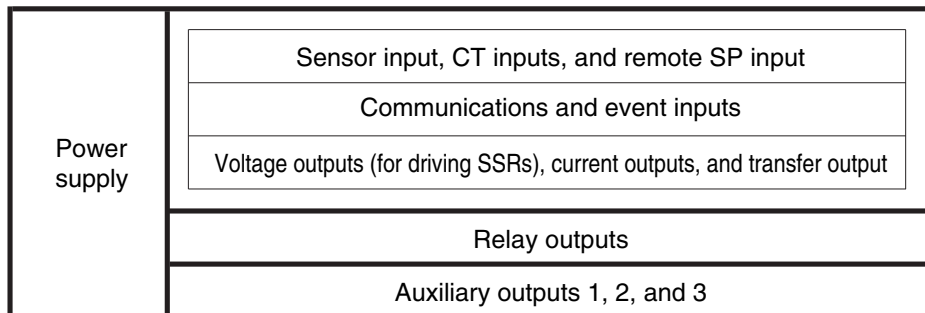 Power
supply
Sensor input, CT inputs, and remote SP input
Communications and event inputs
Voltage outputs (for driving SSRs), current outputs, and transfer output
Relay outputs
Auxiliary outputs 1, 2, and 3